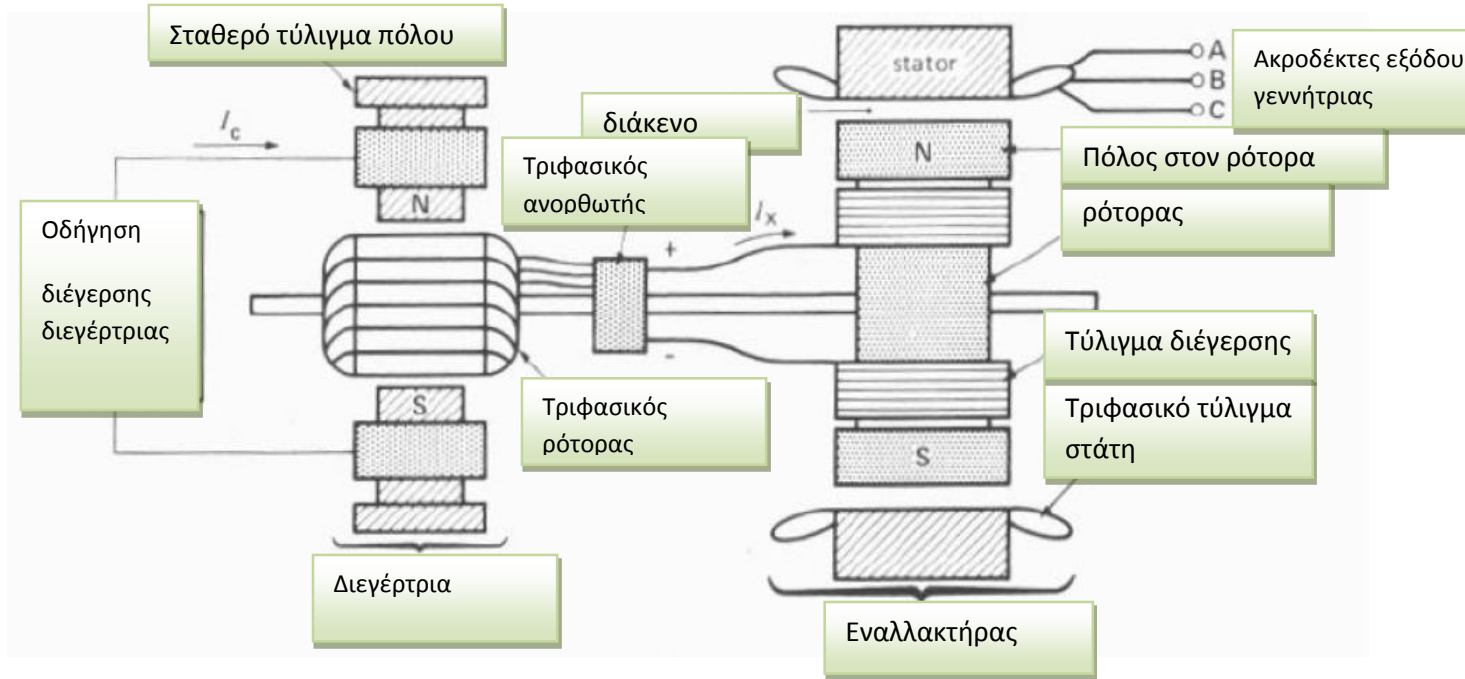 Σταθερό τύλιγμα πόλου
stator
A
B
C
Ακροδέκτες εξόδου
γεννήτριας
διάκενο
Ic
N
N
Πόλος στον ρότορα
ρότορας
Τριφασικός
ανορθωτής
Ix
Οδήγηση
διέγερσης
διεγέρτριας
+
-
Τύλιγμα διέγερσης
Τριφασικό τύλιγμα
στάτη
S
Τριφασικός
ρότορας
S
Διεγέρτρια
Εναλλακτήρας